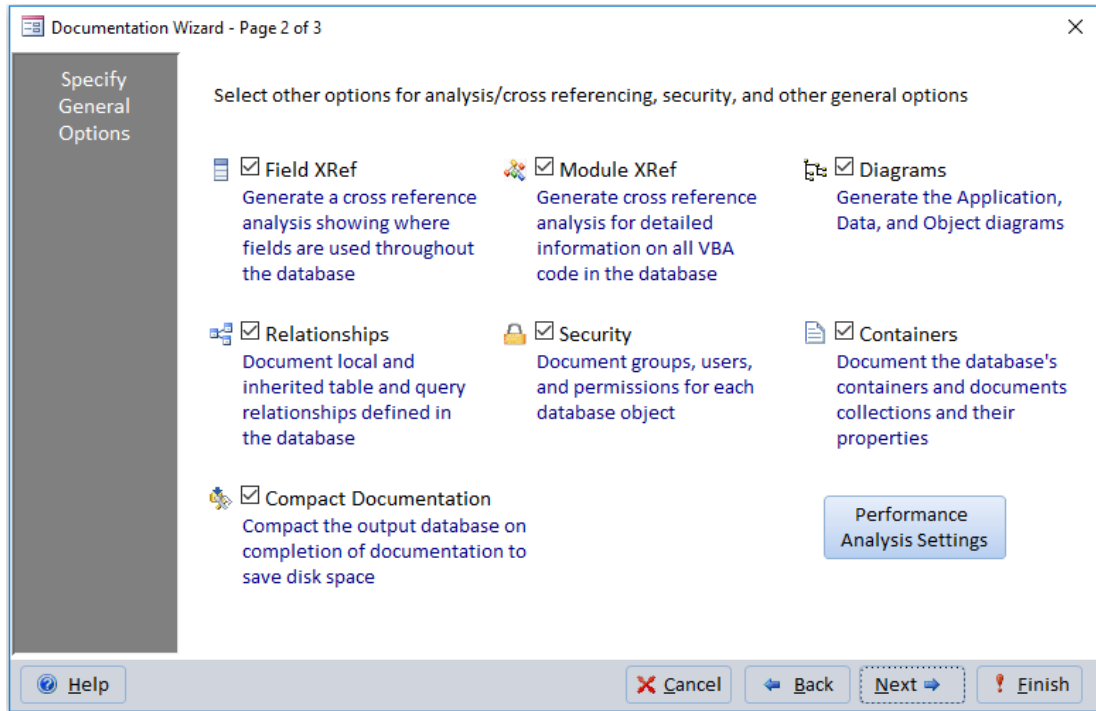 Documentation Wizard - Page 2 of 3
Specify
General
Options
Select other options for analysis/cross referencing, security, and other general options
Field XRef
Generate a cross reference
analysis showing where
fields are used throughout
the database
Module XRef
Generate cross reference
analysis for detailed
information on all VBA
code in the database
Diagrams
Generate the Application,
Data, and Object diagrams
Relationships
Document local and
inherited table and query
relationships defined in
the database
Security
Document groups, users,
and permissions for each
database object
Containers
Document the database's
containers and documents
collections and their
properties
Compact Documentation
Compact the output database on
completion of documentation to
save disk space
Performance
Analysis Settings
Help
Cancel
Back
Next
Finish